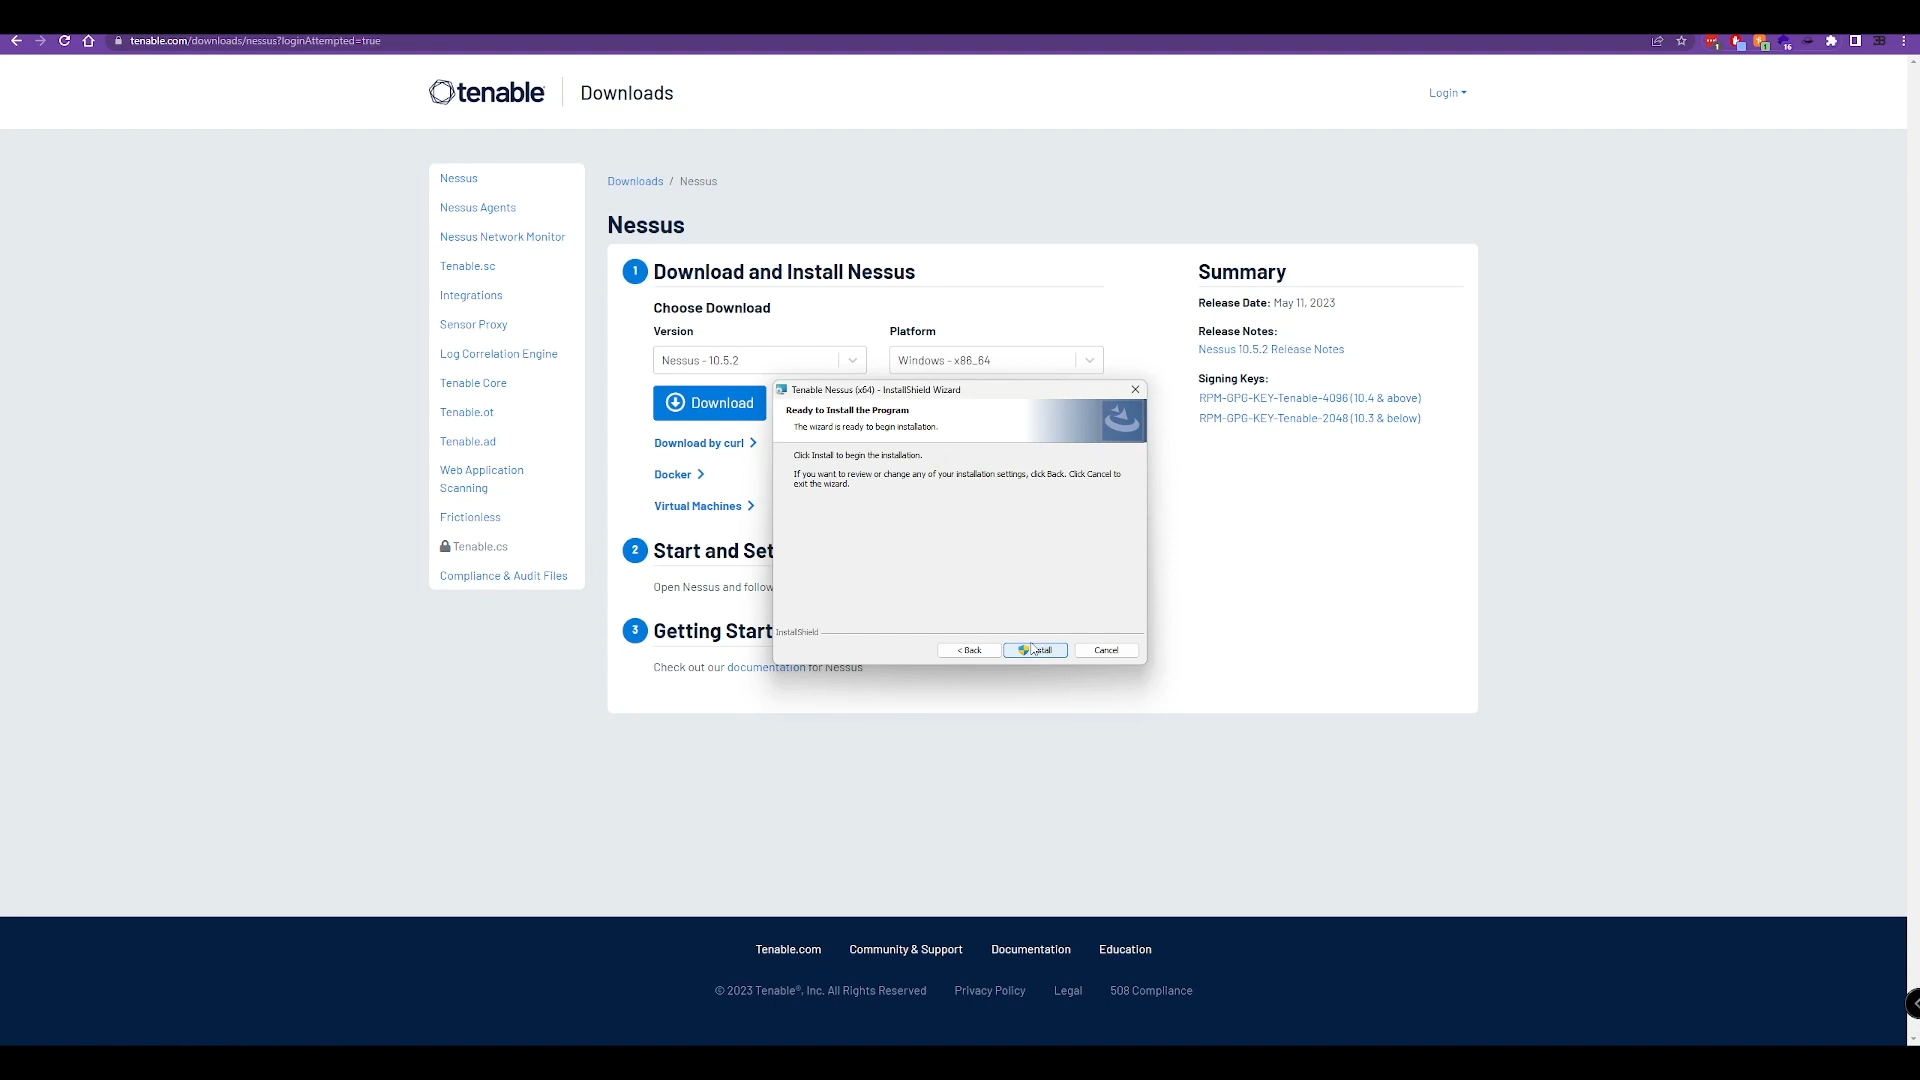 tenable.com/downloads/nessus?loginAttempted=true
tenable
Downloads
Login
Nessus
Nessus Agents
Nessus Network Monitor
Tenable.sc
Integrations
Sensor Proxy
Log Correlation Engine
Tenable Core
Tenable.ot
Tenable.ad
Web Application
Scanning
Frictionless
Tenable.cs
Compliance & Audit Files
Downloads / Nessus
Nessus
1 Download and Install Nessus
Choose Download
Version
Platform
Nessus - 10.5.2
Windows - x86_64
Download
Download by curl
Docker
Virtual Machines
2 Start and Set
Open Nessus and follow
3 Getting Start
Check out our documentation for Nessus
Tenable Nessus (x64) - InstallShield Wizard
Ready to Install the Program
The wizard is ready to begin installation.
Click Install to begin the installation.
If you want to review or change any of your installation settings, click Back. Click Cancel to
exit the wizard.
InstallShield
< Back
Install
Cancel
Summary
Release Date: May 11, 2023
Release Notes:
Nessus 10.5.2 Release Notes
Signing Keys:
RPM-GPG-KEY-Tenable-4096 (10.4 & above)
RPM-GPG-KEY-Tenable-2048 (10.3 & below)
Tenable.com
Community & Support
Documentation
Education
© 2023 Tenable®, Inc. All Rights Reserved
Privacy Policy
Legal
508 Compliance